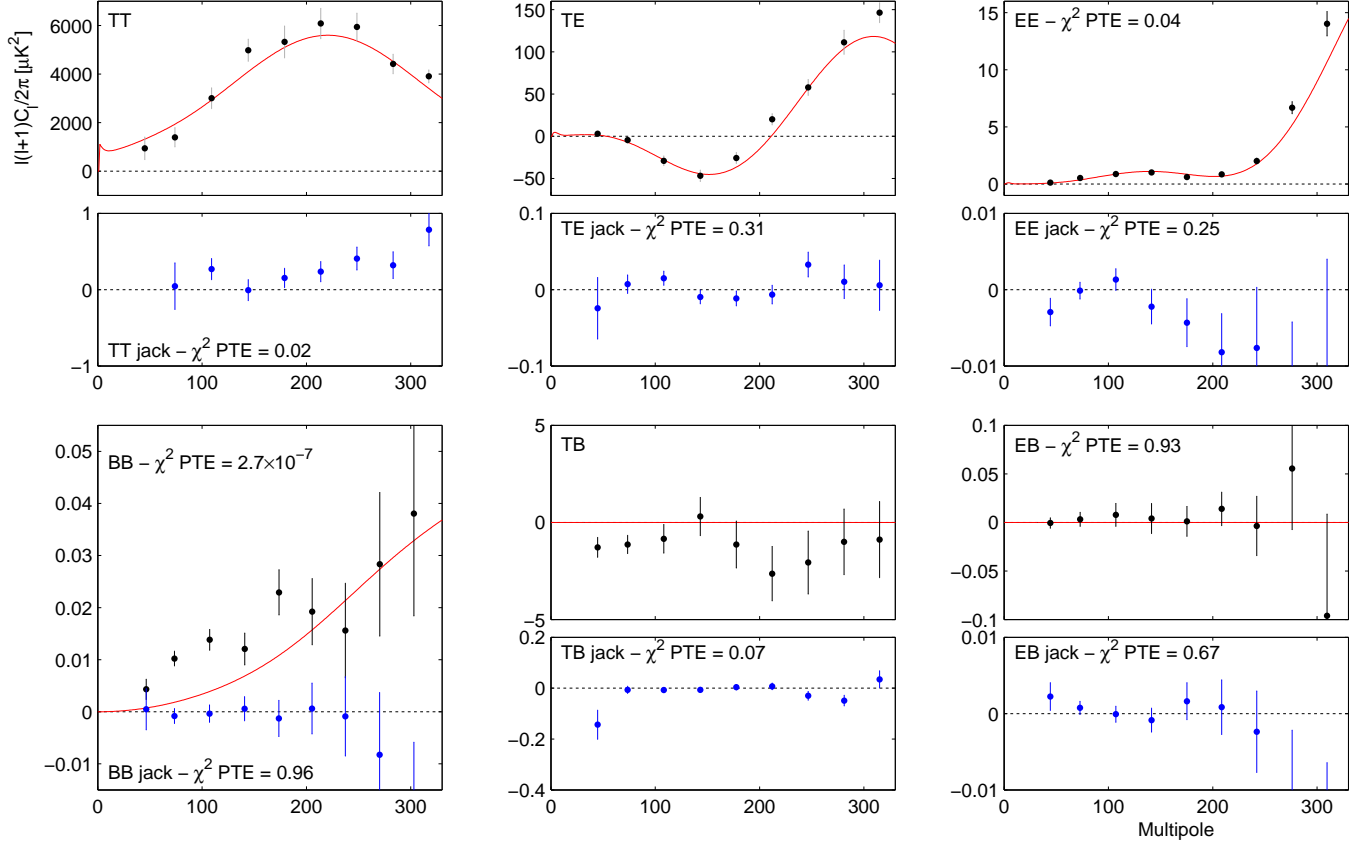 TT
TE
EE − χ² PTE = 0.04
l(l+1)C_l/2π [μK²]
6000
4000
2000
0
150
100
50
0
−50
15
10
5
0
TT jack − χ² PTE = 0.02
TE jack − χ² PTE = 0.31
EE jack − χ² PTE = 0.25
1
0
−1
0 100 200 300
0.1
0
−0.1
0 100 200 300
0.01
0
−0.01
0 100 200 300
BB − χ² PTE = 2.7×10⁻⁷
BB jack − χ² PTE = 0.96
0.05
0.04
0.03
0.02
0.01
0
−0.01
0 100 200 300
TB
5
0
−5
EB − χ² PTE = 0.93
0.1
0.05
0
−0.05
−0.1
TB jack − χ² PTE = 0.07
0.2
0
−0.2
−0.4
0 100 200 300
EB jack − χ² PTE = 0.67
0.01
0
−0.01
0 100 200 300
Multipole